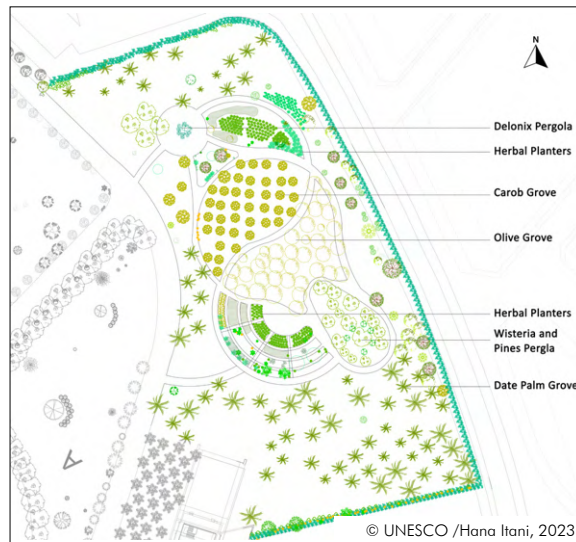 N
Delonix Pergola
Herbal Planters
Carob Grove
Olive Grove
Herbal Planters
Wisteria and
Pines Pergla
Date Palm Grove
A
© UNESCO /Hana Itani, 2023